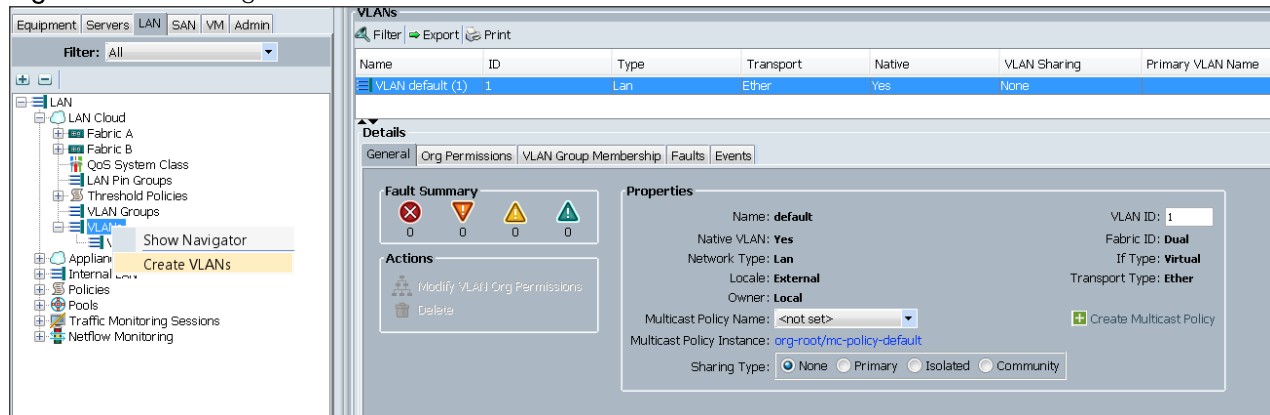 Equipment Servers LAN SAN VM Admin
Filter: All
LAN
LAN Cloud
Fabric A
Fabric B
QoS System Class
LAN Pin Groups
Threshold Policies
VLAN Groups
VLANs
Show Navigator
Create VLANs
Internal LAN
Policies
Pools
Traffic Monitoring Sessions
Netflow Monitoring
VLANs
Filter Export Print
Name ID Type Transport Native VLAN Sharing Primary VLAN Name
VLAN default (1) 1 Lan Ether Yes None
Details
General Org Permissions VLAN Group Membership Faults Events
Fault Summary
0 0 0 0
Actions
Modify VLAN Org Permissions
Delete
Properties
Name: default VLAN ID: 1
Native VLAN: Yes Fabric ID: Dual
Network Type: Lan If Type: Virtual
Locale: External Transport Type: Ether
Owner: Local
Multicast Policy Name: <not set> Create Multicast Policy
Multicast Policy Instance: org-root/mc-policy-default
Sharing Type: None Primary Isolated Community